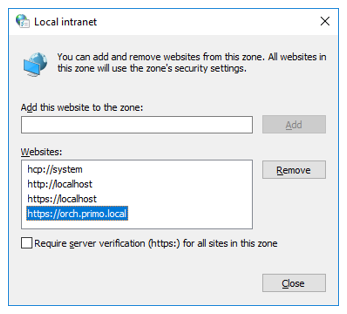 Local intranet
You can add and remove websites from this zone. All websites in
this zone will use the zone's security settings.
Add this website to the zone:
Add
Websites:
hcp://system
http://localhost
https://localhost
https://orch.primo.local
Remove
Require server verification (https:) for all sites in this zone
Close